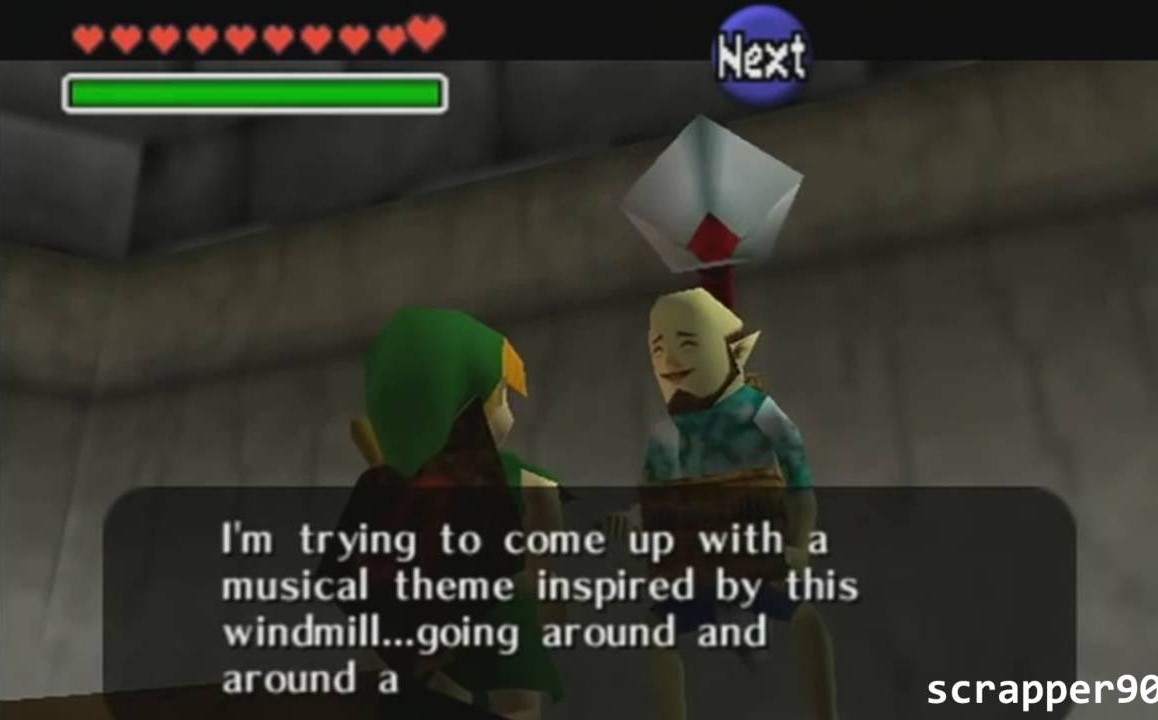 Next
I'm trying to come up with a
musical theme inspired by this
windmill...going around and
around a
scrapper90